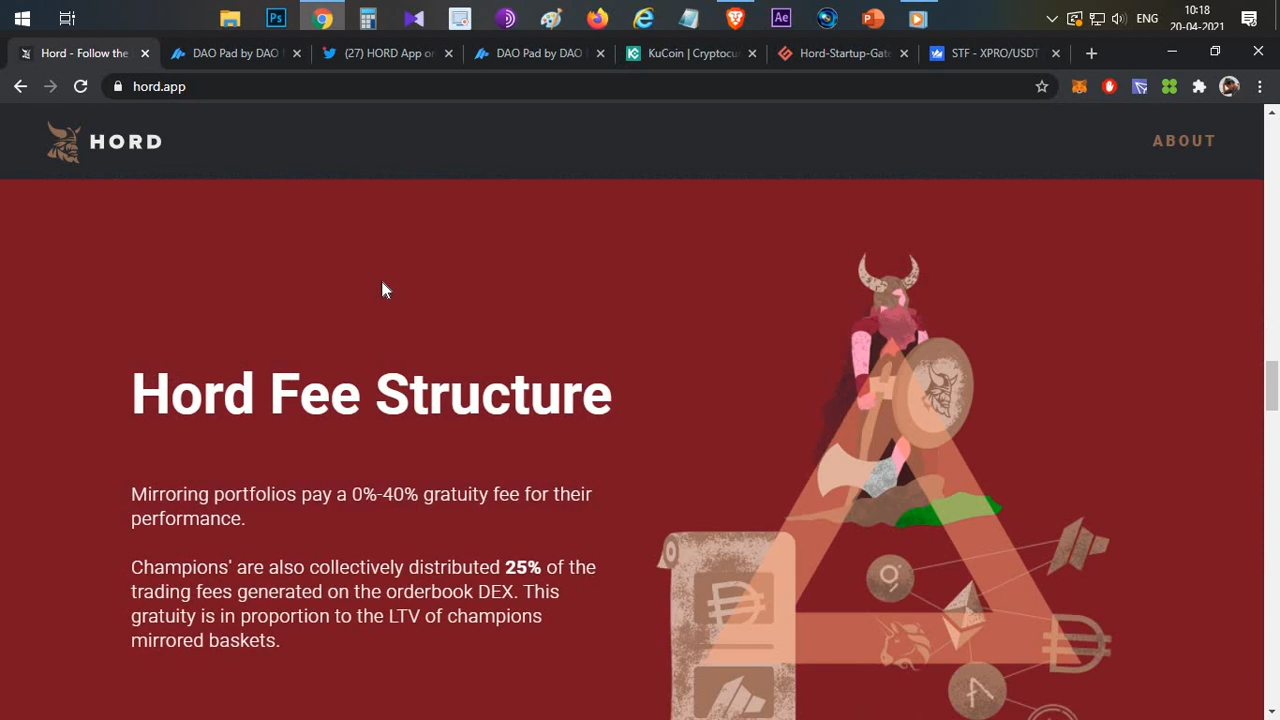 ENG
10:18
20-04-2021
Hord - Follow the
DAO Pad by DAO
(27) HORD App o
DAO Pad by DAO
KuCoin | Cryptocu
Hord-Startup-Gate
STF - XPRO/USDT
hord.app
HORD
ABOUT
Hord Fee Structure
Mirroring portfolios pay a 0%-40% gratuity fee for their
performance.
Champions' are also collectively distributed 25% of the
trading fees generated on the orderbook DEX. This
gratuity is in proportion to the LTV of champions
mirrored baskets.